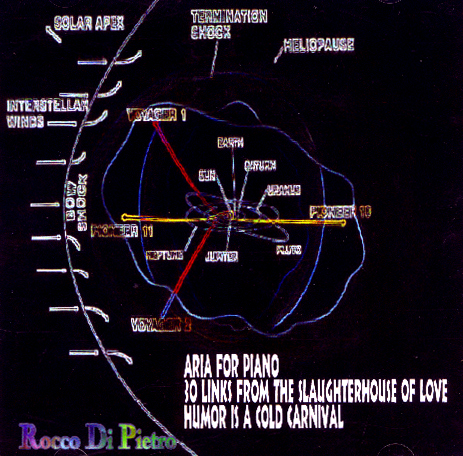 SOLAR APEX
TERMINATION
SHOCK
HELIOPAUSE
INTERSTELLAR
WINDS
VOYAGER 1
EARTH
SATURN
SUN
URANUS
BOW
SHOCK
PIONEER 10
PIONEER 11
NEPTUNE
JUPITER
PLUTO
VOYAGER 2
ARIA FOR PIANO
30 LINKS FROM THE SLAUGHTERHOUSE OF LOVE
HUMOR IS A COLD CARNIVAL
Rocco Di Pietro